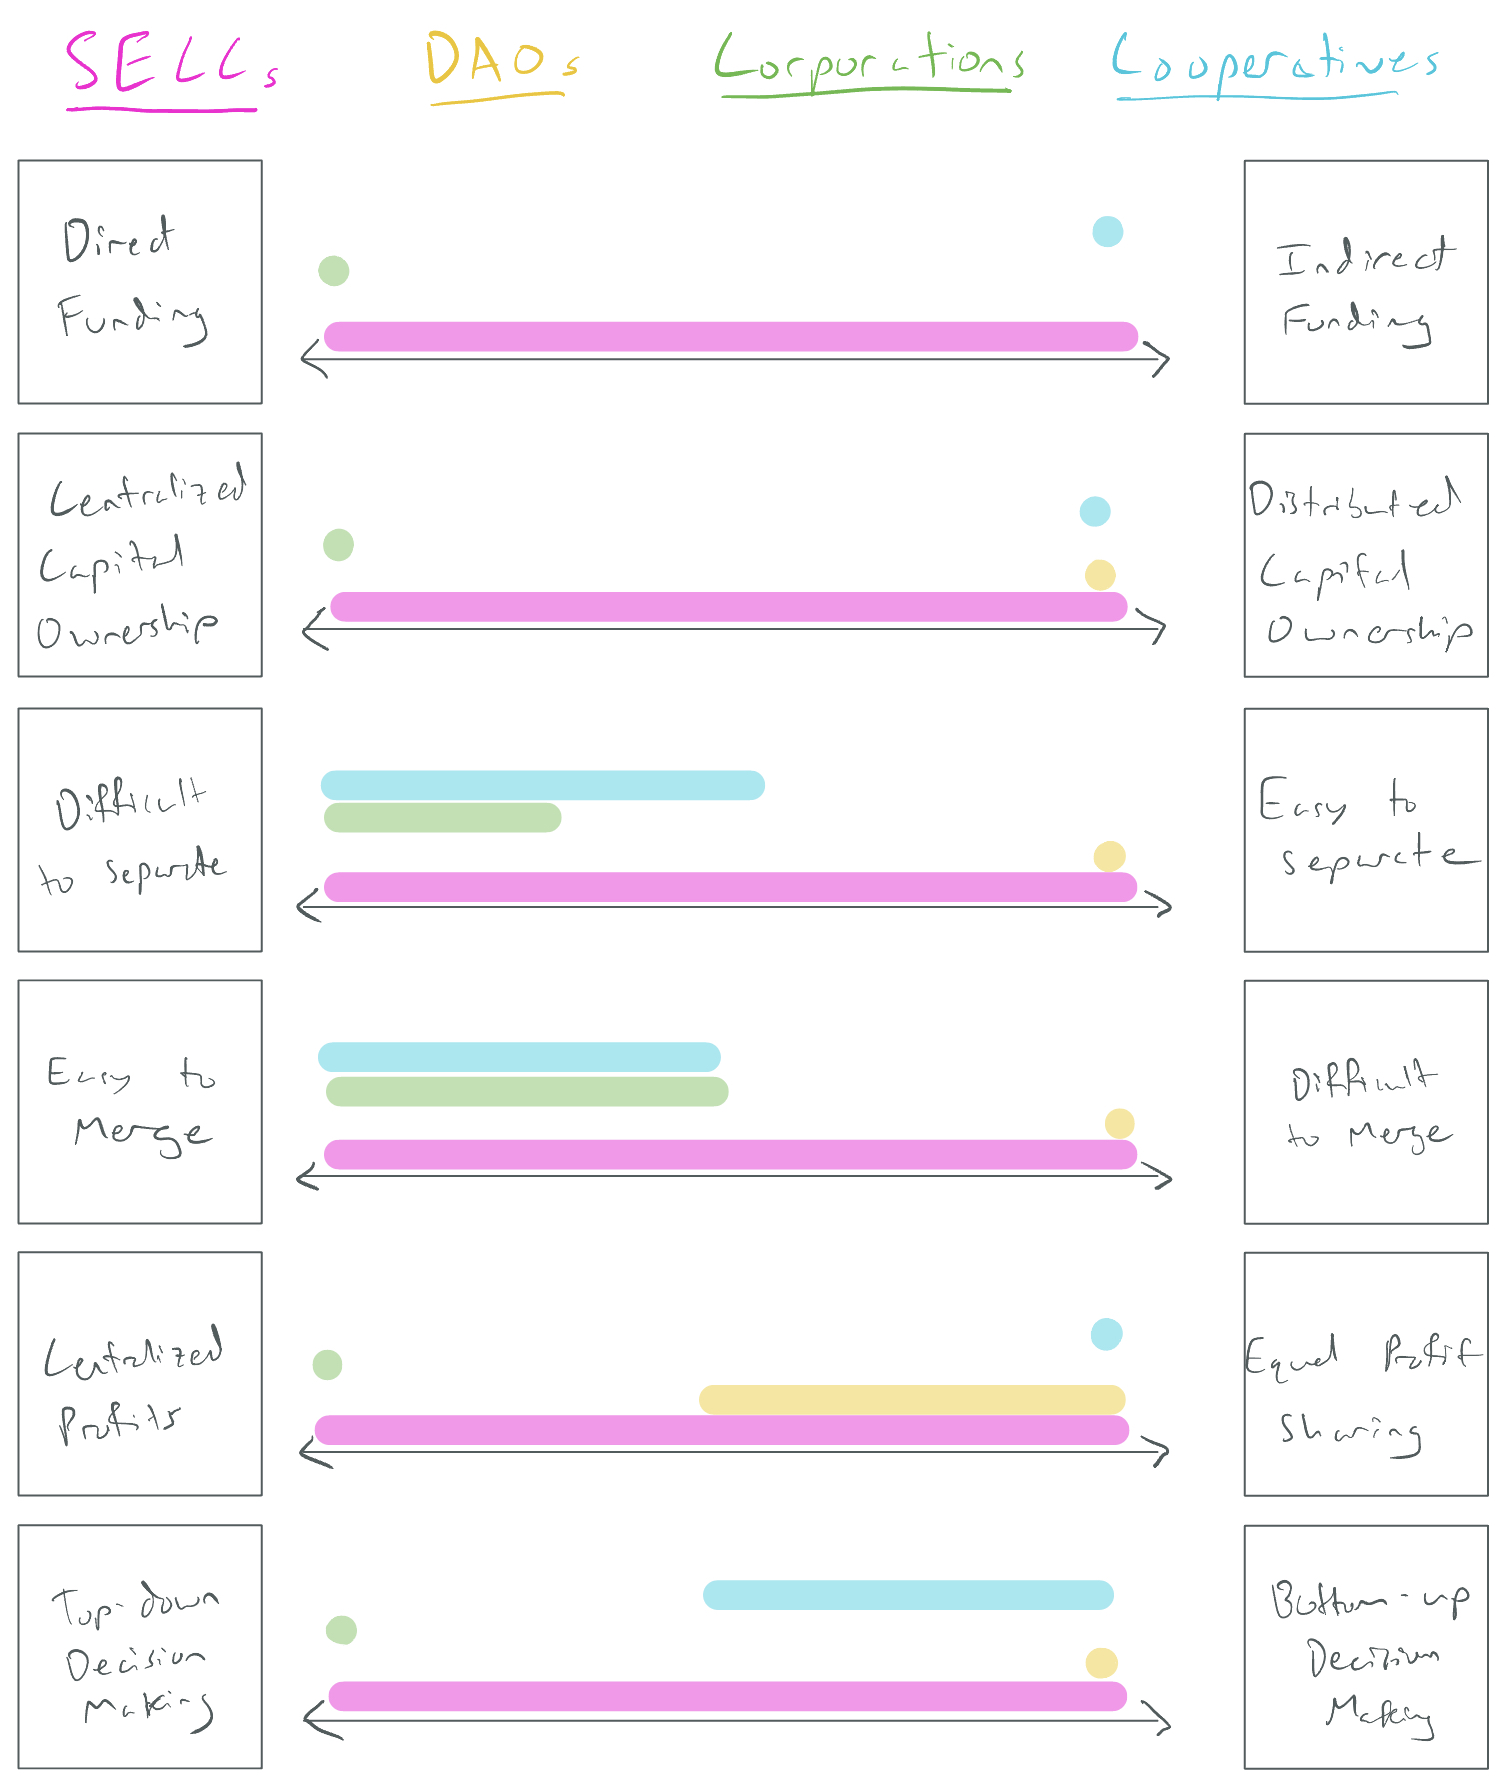 SELCs DAOs Corporations Cooperatives
Direct
Funding
Indirect
Funding
Centralized
Capital
Ownership
Distributed
Capital
Ownership
Difficult
to separate
Easy to
separate
Easy to
Merge
Difficult
to Merge
Centralized
Profits
Equal Profit
Sharing
Top-down
Decision
Making
Bottom-up
Decision
Making